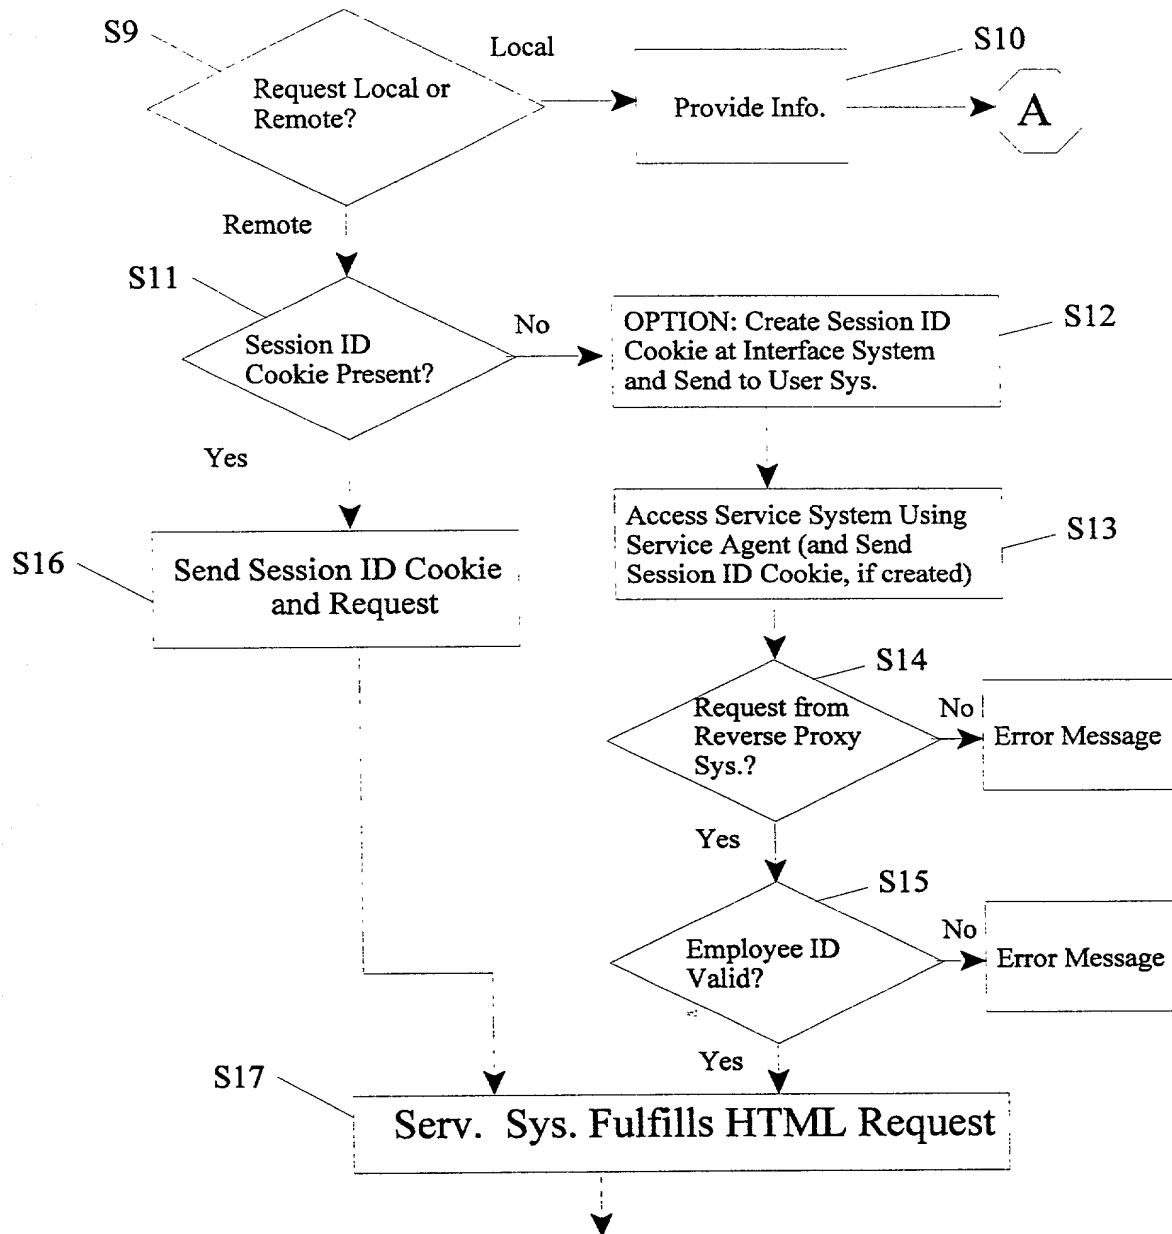 S9
Local
S10
Request Local or
Remote?
Provide Info.
A
Remote
S11
No
S12
Session ID
Cookie Present?
OPTION: Create Session ID
Cookie at Interface System
and Send to User Sys.
Yes
S16
Send Session ID Cookie
and Request
Access Service System Using
Service Agent (and Send
Session ID Cookie, if created)
S13
S14
Request from
Reverse Proxy
Sys.?
No
Error Message
Yes
S15
Employee ID
Valid?
No
Error Message
Yes
S17
Serv. Sys. Fulfills HTML Request